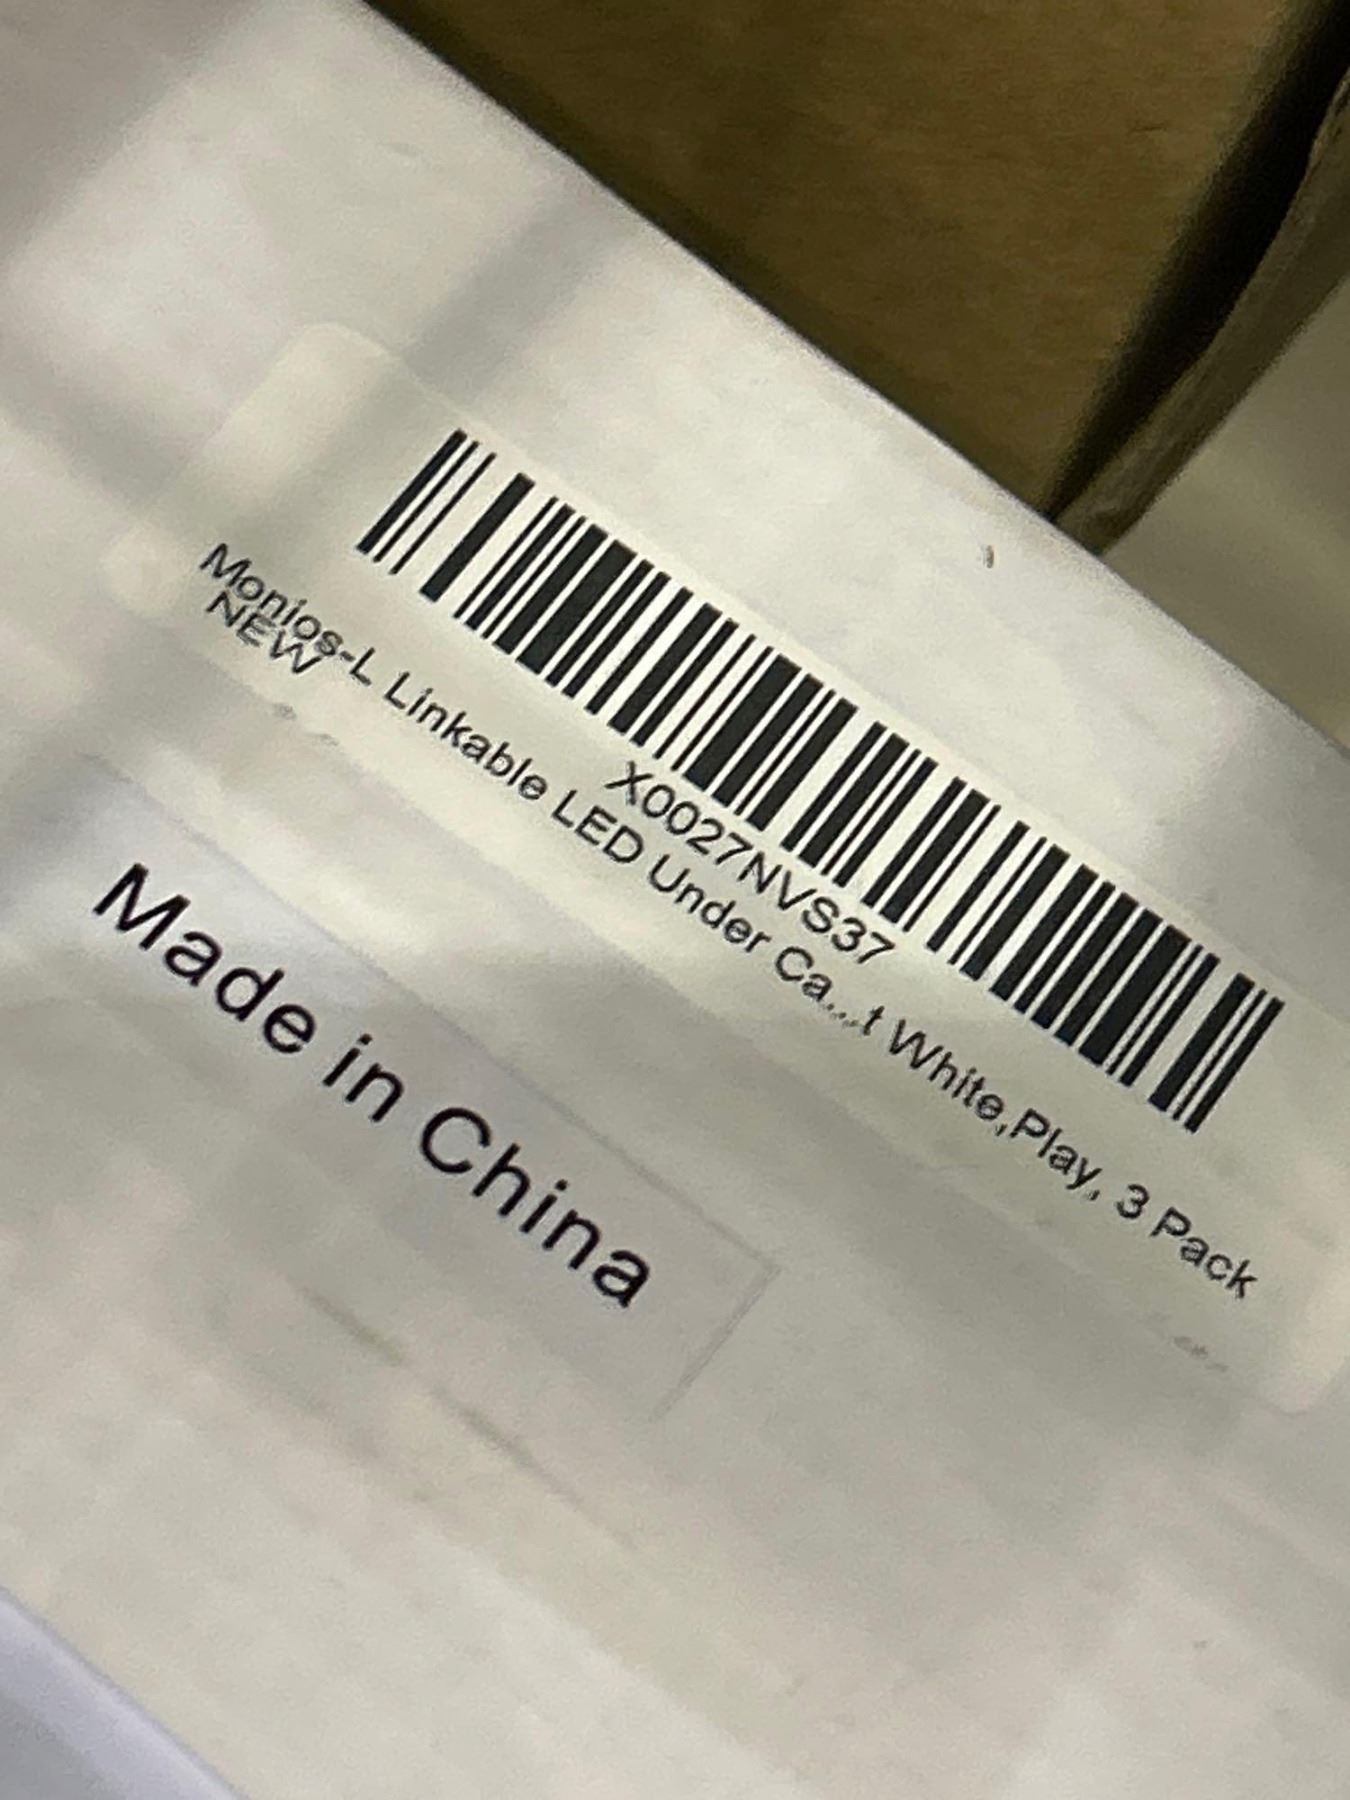 X0027NVS37
Monios-L Linkable LED Under Ca...t White,Play, 3 Pack
NEW
Made in China